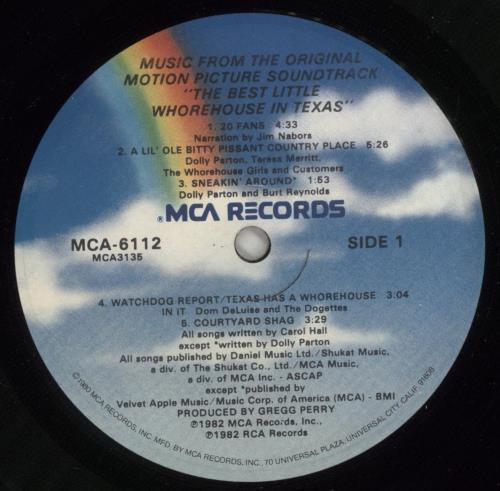 MUSIC FROM THE ORIGINAL
MOTION PICTURE SOUNDTRACK
"THE BEST LITTLE
WHOREHOUSE IN TEXAS"
1. 20 FANS 4:33
Narration by Jim Nabors
2. A LIL' OLE BITTY PISSANT COUNTRY PLACE 5:26
Dolly Parton, Teresa Merritt,
The Whorehouse Girls and Customers
3. SNEAKIN' AROUND* 1:53
Dolly Parton and Burt Reynolds
® MCA RECORDS
MCA-6112
MCA3135
SIDE 1
4. WATCHDOG REPORT/TEXAS HAS A WHOREHOUSE 3:04
IN IT Dom DeLuise and The Dogettes
5. COURTYARD SHAG 3:29
All songs written by Carol Hall
except *written by Dolly Parton
All songs published by Daniel Music Ltd./Shukat Music,
a div. of The Shukat Co., Ltd./MCA Music,
a div. of MCA Inc. - ASCAP
except *published by
Velvet Apple Music/Music Corp. of America (MCA) - BMI
PRODUCED BY GREGG PERRY
℗1982 MCA Records, Inc.,
℗1982 RCA Records
©1980 MCA RECORDS, INC. MFD. BY MCA RECORDS, INC., 70 UNIVERSAL PLAZA, UNIVERSAL CITY, CALIF. 91608